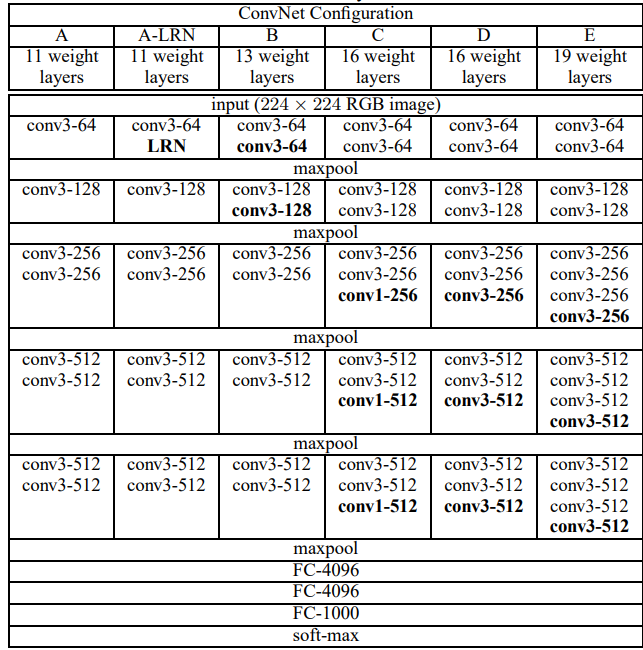 ConvNet Configuration
A A-LRN B C D E
11 weight 11 weight 13 weight 16 weight 16 weight 19 weight
layers layers layers layers layers layers
input (224 × 224 RGB image)
conv3-64 conv3-64 conv3-64 conv3-64 conv3-64 conv3-64
LRN conv3-64 conv3-64 conv3-64 conv3-64
maxpool
conv3-128 conv3-128 conv3-128 conv3-128 conv3-128 conv3-128
conv3-128 conv3-128 conv3-128 conv3-128
maxpool
conv3-256 conv3-256 conv3-256 conv3-256 conv3-256 conv3-256
conv3-256 conv3-256 conv3-256 conv3-256 conv3-256 conv3-256
conv1-256 conv3-256 conv3-256
conv3-256
maxpool
conv3-512 conv3-512 conv3-512 conv3-512 conv3-512 conv3-512
conv3-512 conv3-512 conv3-512 conv3-512 conv3-512 conv3-512
conv1-512 conv3-512 conv3-512
conv3-512
maxpool
conv3-512 conv3-512 conv3-512 conv3-512 conv3-512 conv3-512
conv3-512 conv3-512 conv3-512 conv3-512 conv3-512 conv3-512
conv1-512 conv3-512 conv3-512
conv3-512
maxpool
FC-4096
FC-4096
FC-1000
soft-max